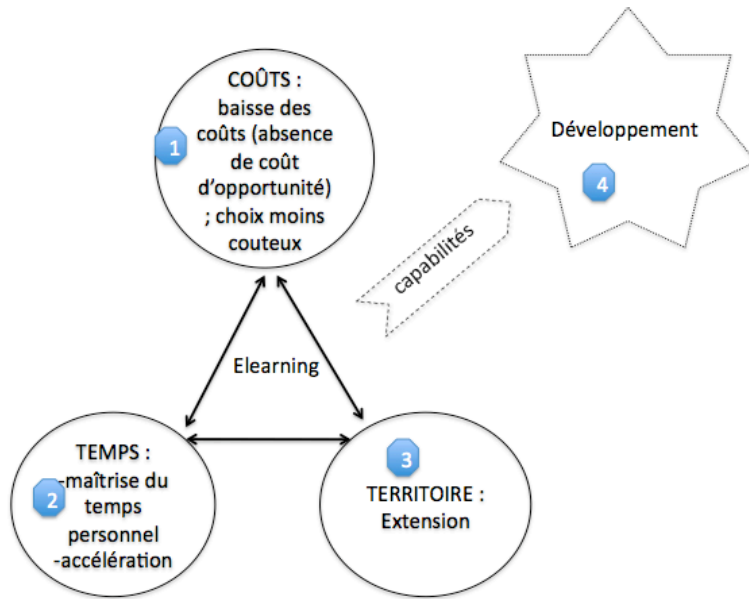 COÛTS :
baisse des
coûts (absence
de coût
d'opportunité)
; choix moins
couteux
1
Développement
4
capabilités
Elearning
TEMPS :
-maîtrise du
temps
personnel
-accélération
2
3
TERRITOIRE :
Extension